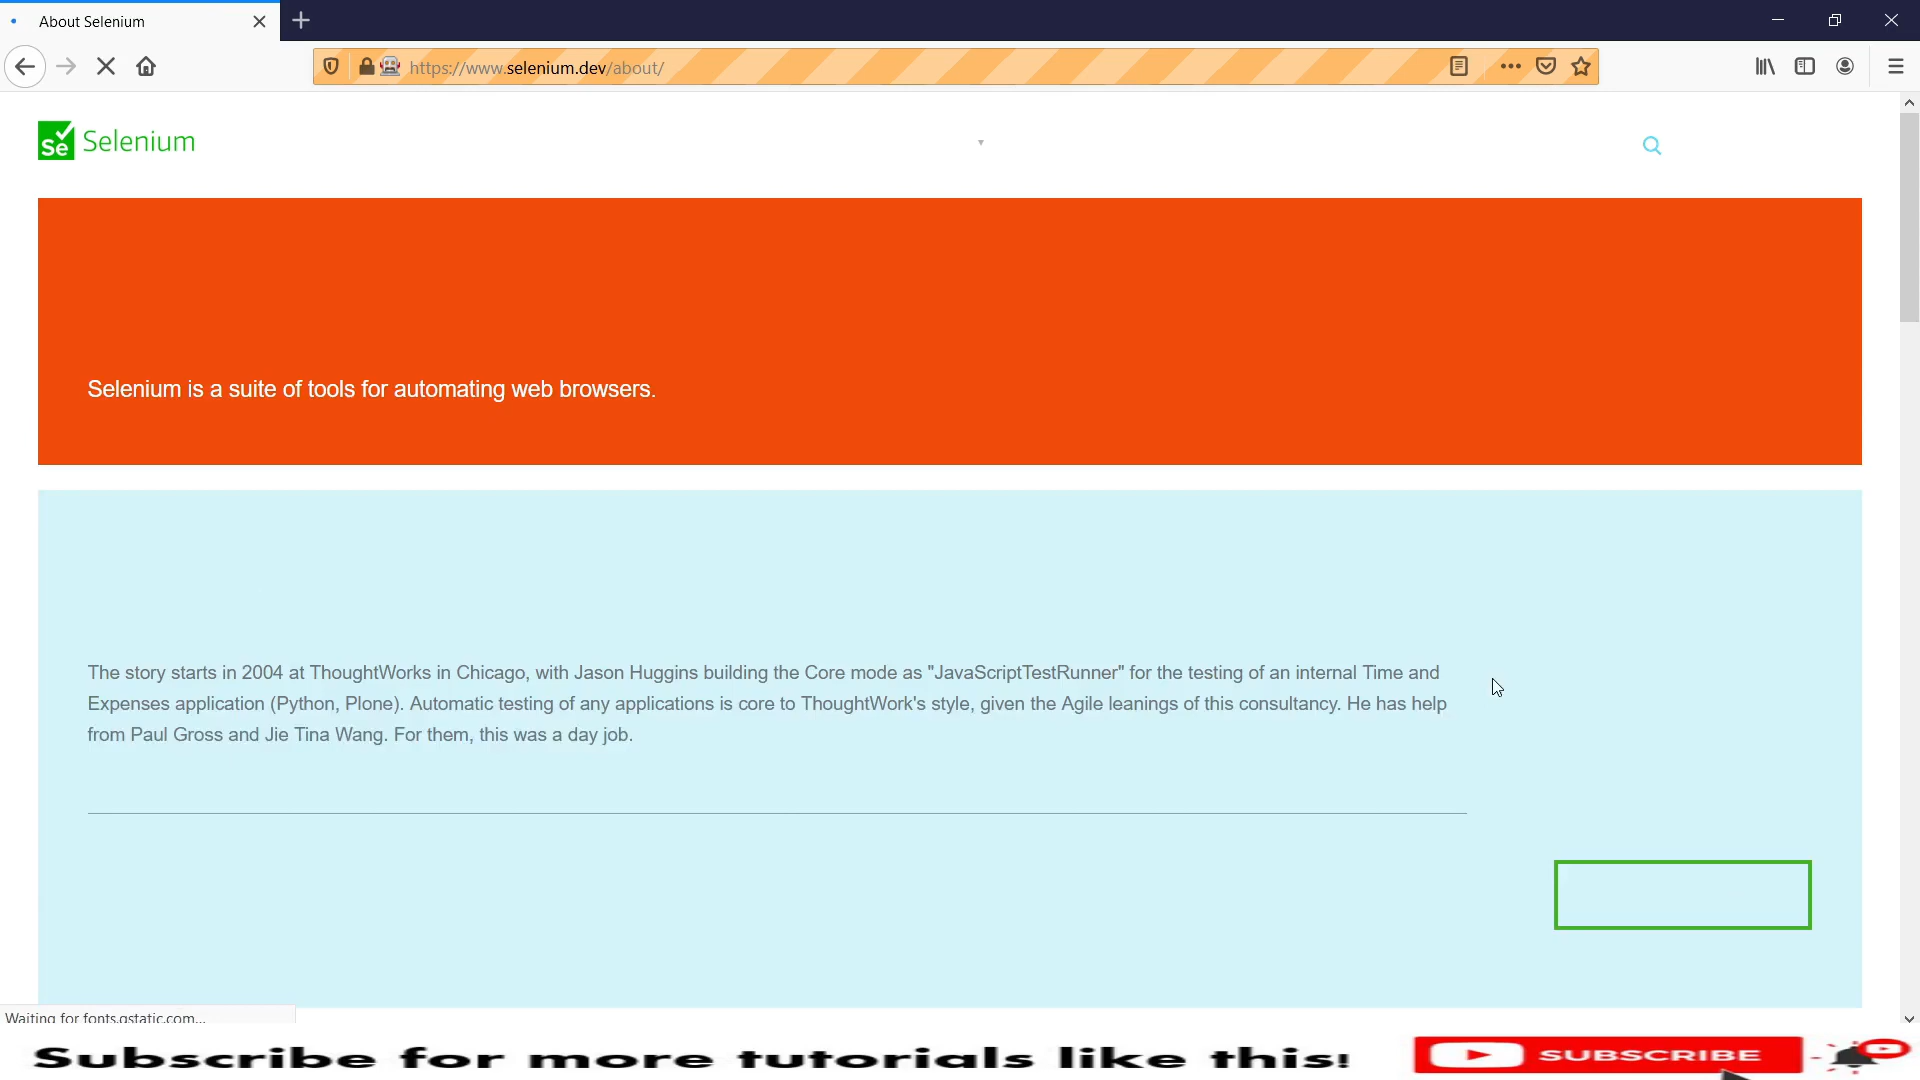 About Selenium
https://www.selenium.dev/about/
Se Selenium
Selenium is a suite of tools for automating web browsers.
The story starts in 2004 at ThoughtWorks in Chicago, with Jason Huggins building the Core mode as "JavaScriptTestRunner" for the testing of an internal Time and
Expenses application (Python, Plone). Automatic testing of any applications is core to ThoughtWork's style, given the Agile leanings of this consultancy. He has help
from Paul Gross and Jie Tina Wang. For them, this was a day job.
Waiting for fonts.gstatic.com...
Subscribe for more tutorials like this!
SUBSCRIBE